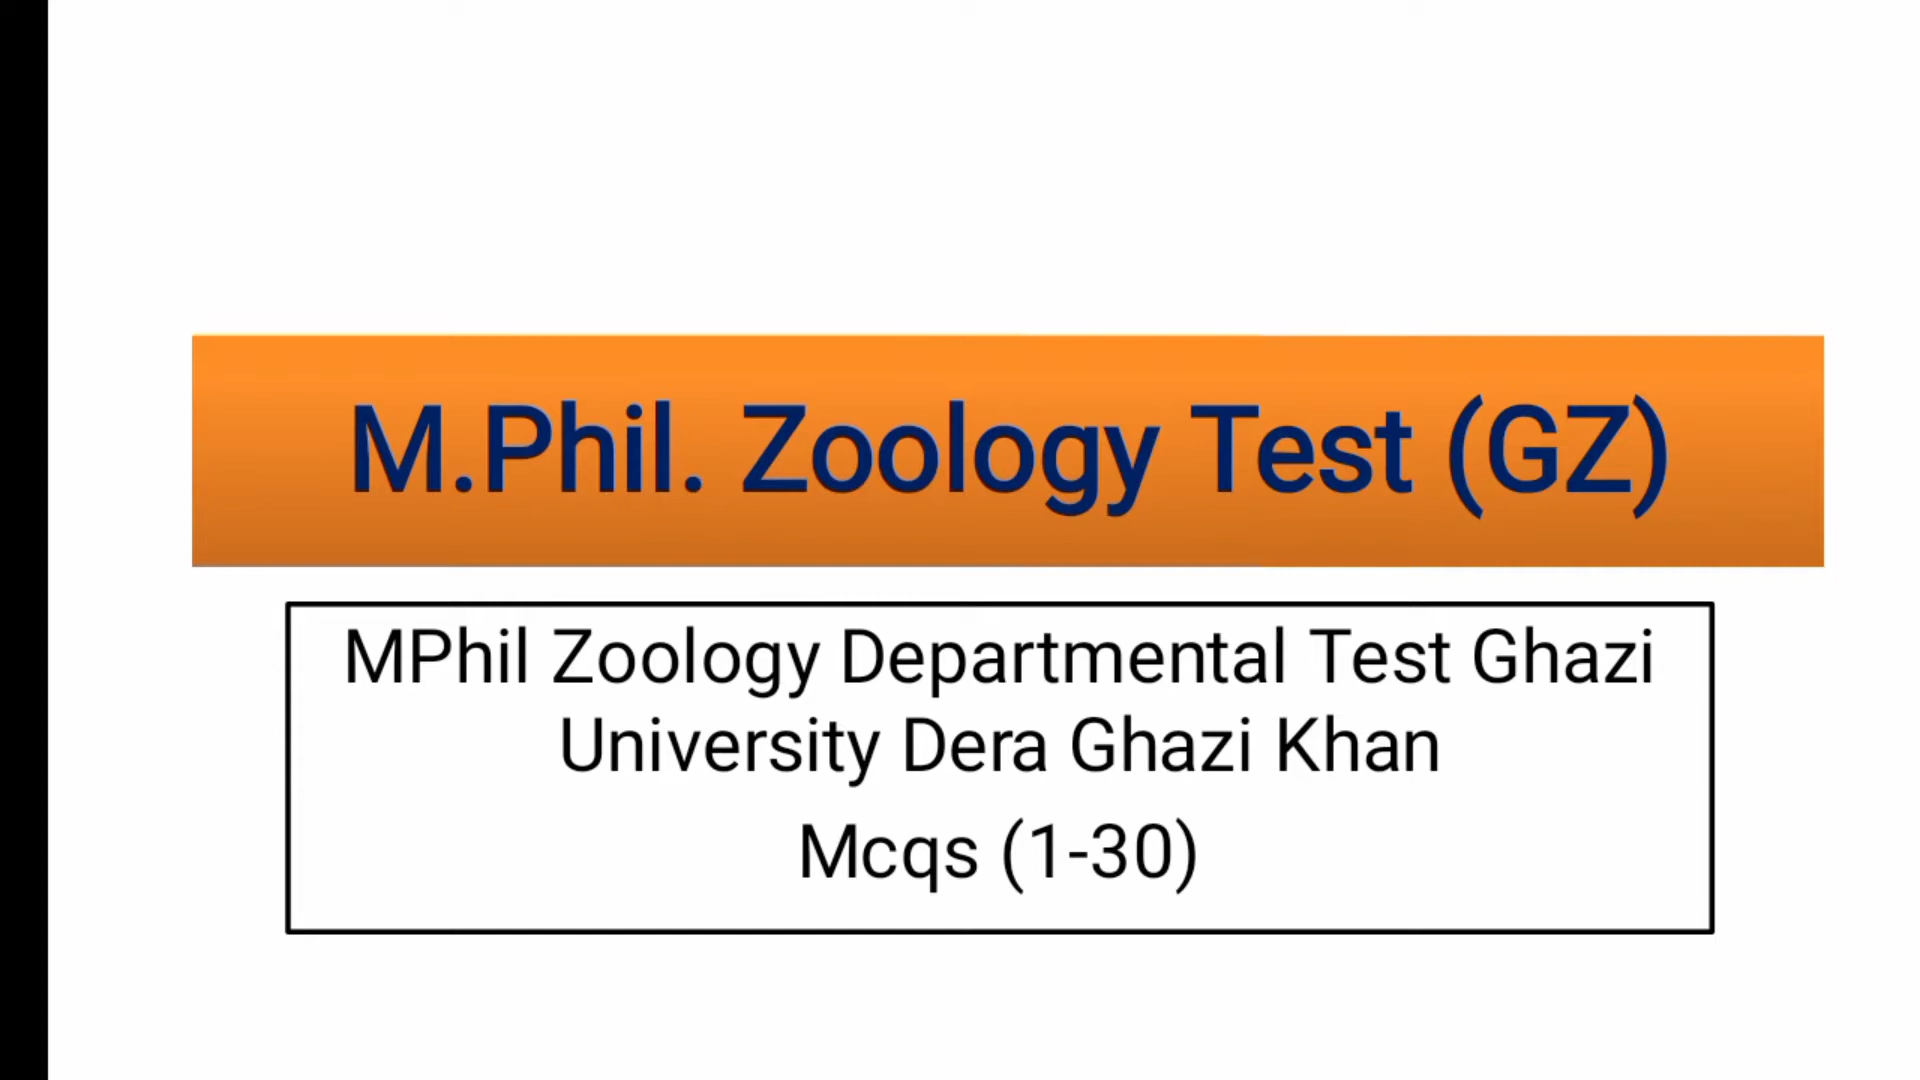 M.Phil. Zoology Test (GZ)
MPhil Zoology Departmental Test Ghazi
University Dera Ghazi Khan
Mcqs (1-30)